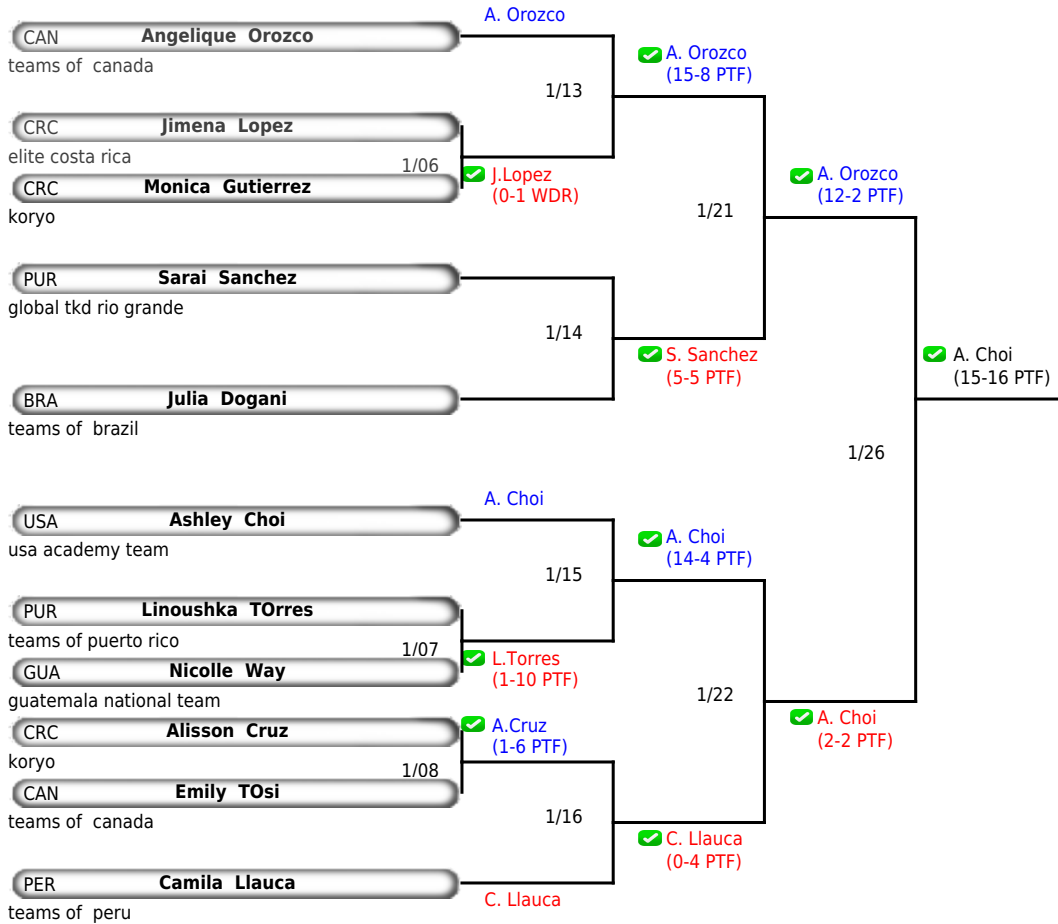 A. Orozco
CAN Angelique Orozco
teams of canada
A. Orozco
(15-8 PTF)
1/13
CRC Jimena Lopez
elite costa rica
1/06
J.Lopez
(0-1 WDR)
CRC Monica Gutierrez
koryo
A. Orozco
(12-2 PTF)
1/21
PUR Sarai Sanchez
global tkd rio grande
1/14
S. Sanchez
(5-5 PTF)
A. Choi
(15-16 PTF)
BRA Julia Dogani
teams of brazil
1/26
A. Choi
USA Ashley Choi
usa academy team
A. Choi
(14-4 PTF)
1/15
PUR Linoushka TOrres
teams of puerto rico
1/07
L.Torres
(1-10 PTF)
GUA Nicolle Way
guatemala national team
1/22
CRC Alisson Cruz
koryo
A.Cruz
(1-6 PTF)
A. Choi
(2-2 PTF)
1/08
CAN Emily TOsi
teams of canada
1/16
C. Llauca
(0-4 PTF)
PER Camila Llauca
teams of peru
C. Llauca